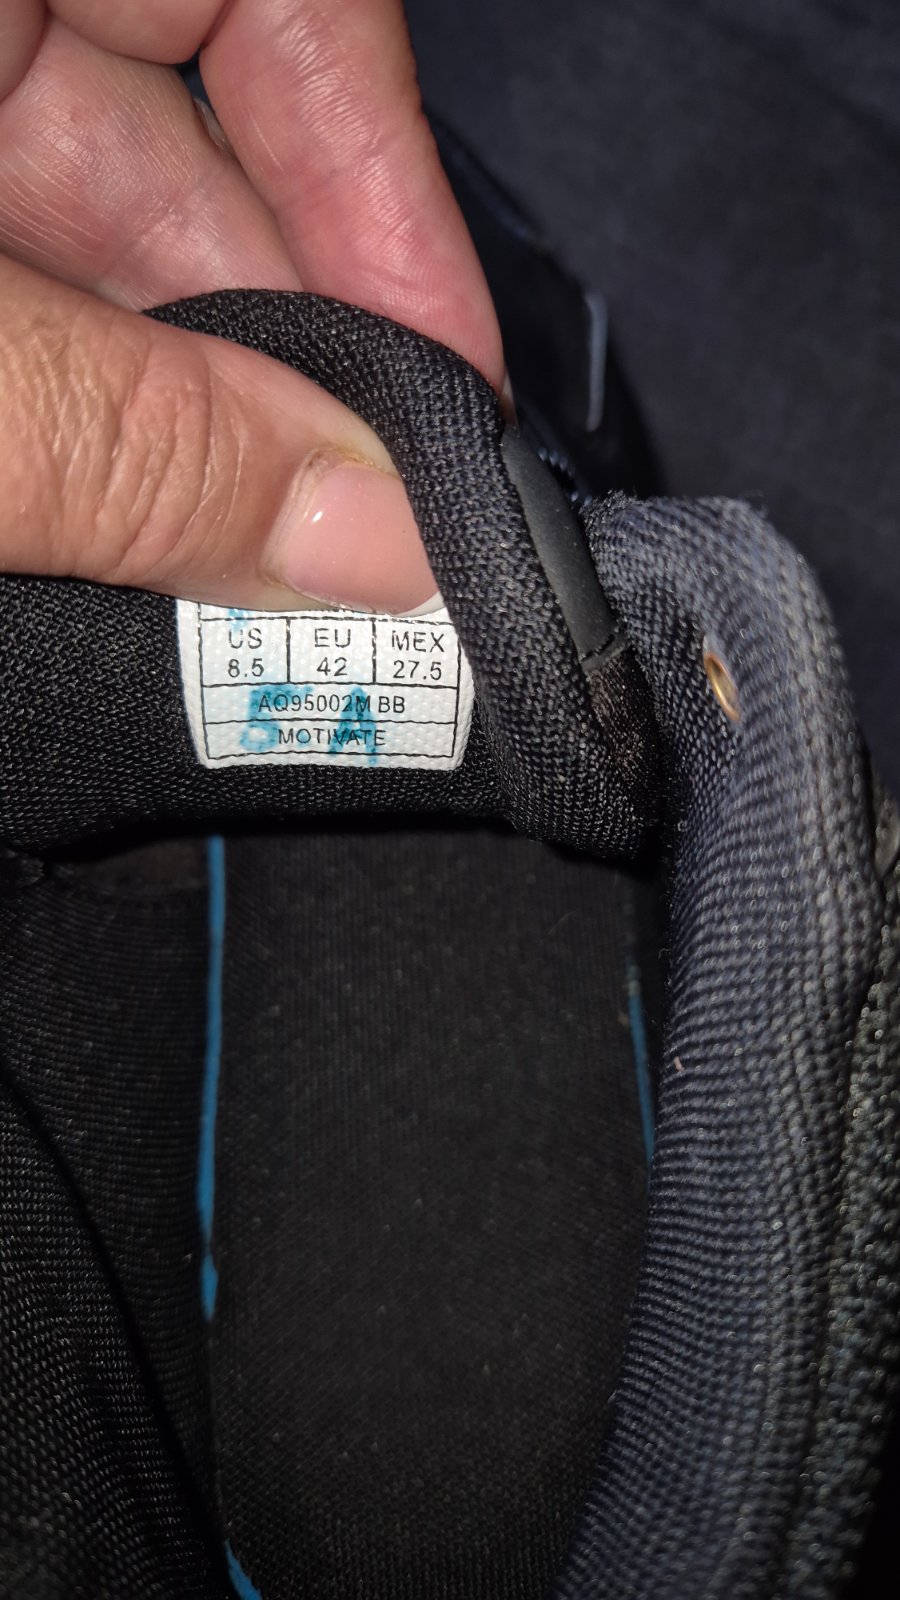 US EU MEX
8.5 42 27.5
AQ95002M BB
MOTIVATE